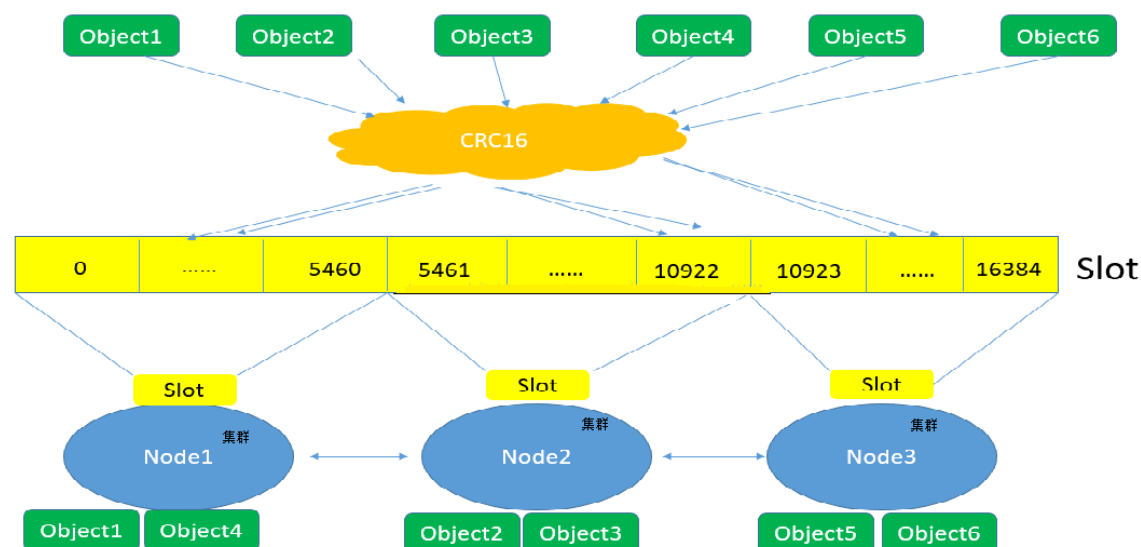 Object1 Object2 Object3 Object4 Object5 Object6
CRC16
0 ...... 5460 5461 ...... 10922 10923 ...... 16384 Slot
Slot Slot Slot
集群 集群 集群
Node1 Node2 Node3
Object1 Object4 Object2 Object3 Object5 Object6